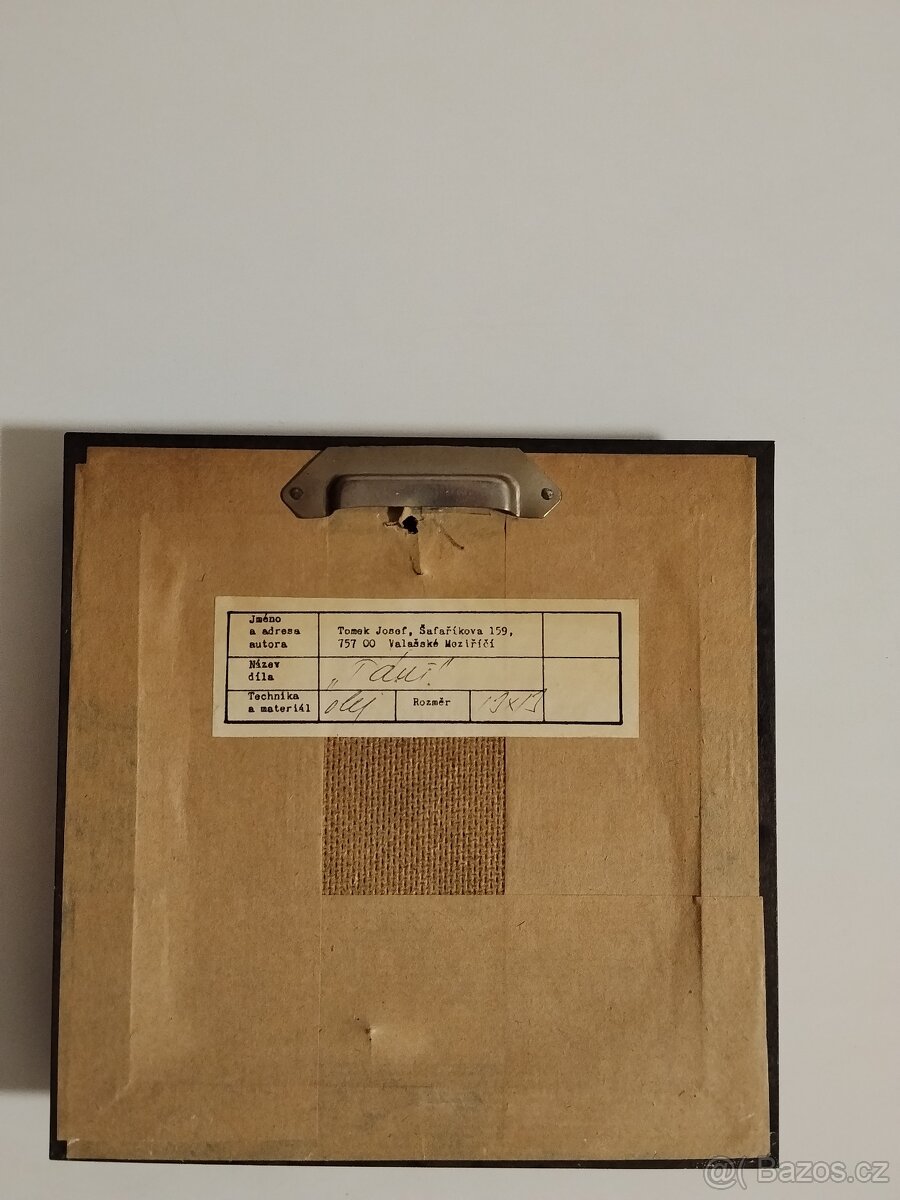 Jméno
a adresa
autora
Tomek Josef, Šafaříkova 159,
757 00 Valašské Meziříčí
Název
díla
Technika
a materiál
olej
Rozměr
19x19
@ Bazos.cz